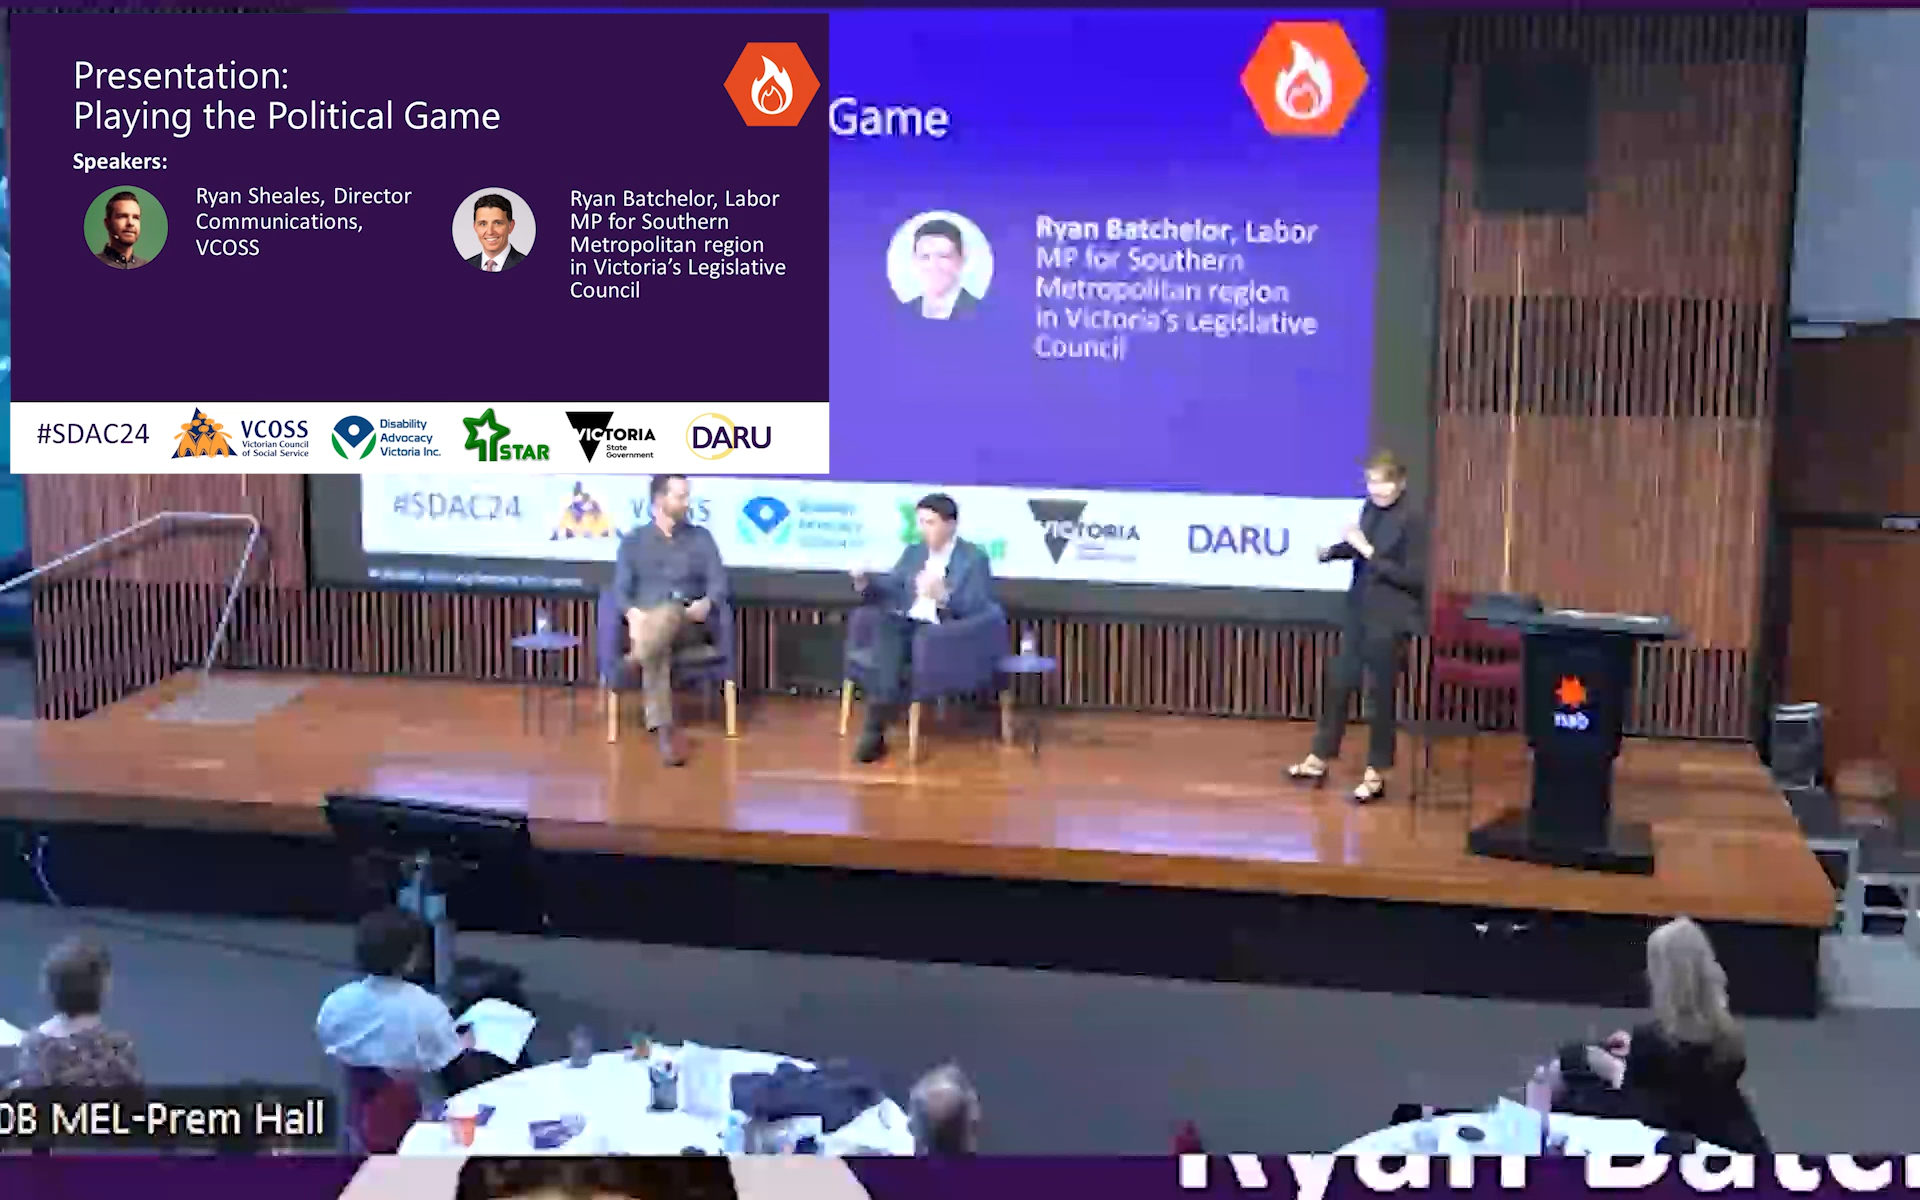 Presentation:
Playing the Political Game
Speakers:
Ryan Sheales, Director
Communications,
VCOSS
Ryan Batchelor, Labor
MP for Southern
Metropolitan region
in Victoria's Legislative
Council
#SDAC24
VCOSS
Victorian Council
of Social Service
Disability
Advocacy
Victoria Inc.
STAR
VICTORIA
State
Government
DARU
Game
Ryan Batchelor, Labor
MP for Southern
Metropolitan region
in Victoria's Legislative
Council
#SDAC24
VICTORIA
DARU
nab
MEL-Prem Hall
Ryan